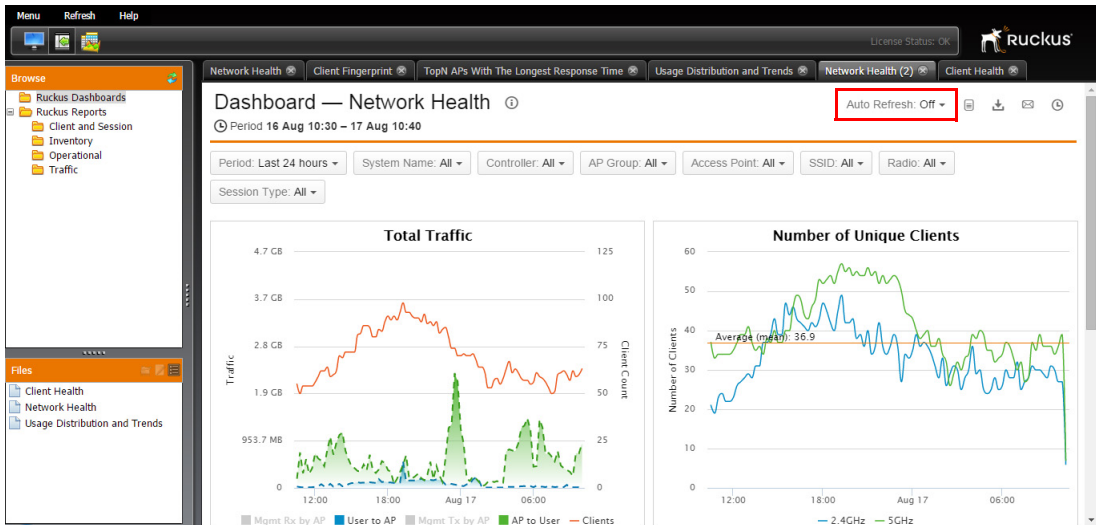 Menu Refresh Help
License Status: OK
Ruckus
Browse
Ruckus Dashboards
Ruckus Reports
Client and Session
Inventory
Operational
Traffic
Files
Client Health
Network Health
Usage Distribution and Trends
Network Health Client Fingerprint TopN APs With The Longest Response Time Usage Distribution and Trends Network Health (2) Client Health
Dashboard — Network Health
Auto Refresh: Off
Period 16 Aug 10:30 – 17 Aug 10:40
Period: Last 24 hours System Name: All Controller: All AP Group: All Access Point: All SSID: All Radio: All
Session Type: All
Total Traffic
4.7 GB 125
3.7 GB 100
2.8 GB 75
1.9 GB 50
953.7 MB 25
0 0
Traffic
Client Count
12:00 18:00 Aug 17 06:00
Mgmt Rx by AP User to AP Mgmt Tx by AP AP to User Clients
Number of Unique Clients
60
50
40
30
20
10
0
Number of Clients
Average (mean): 36.9
12:00 18:00 Aug 17 06:00
2.4GHz 5GHz